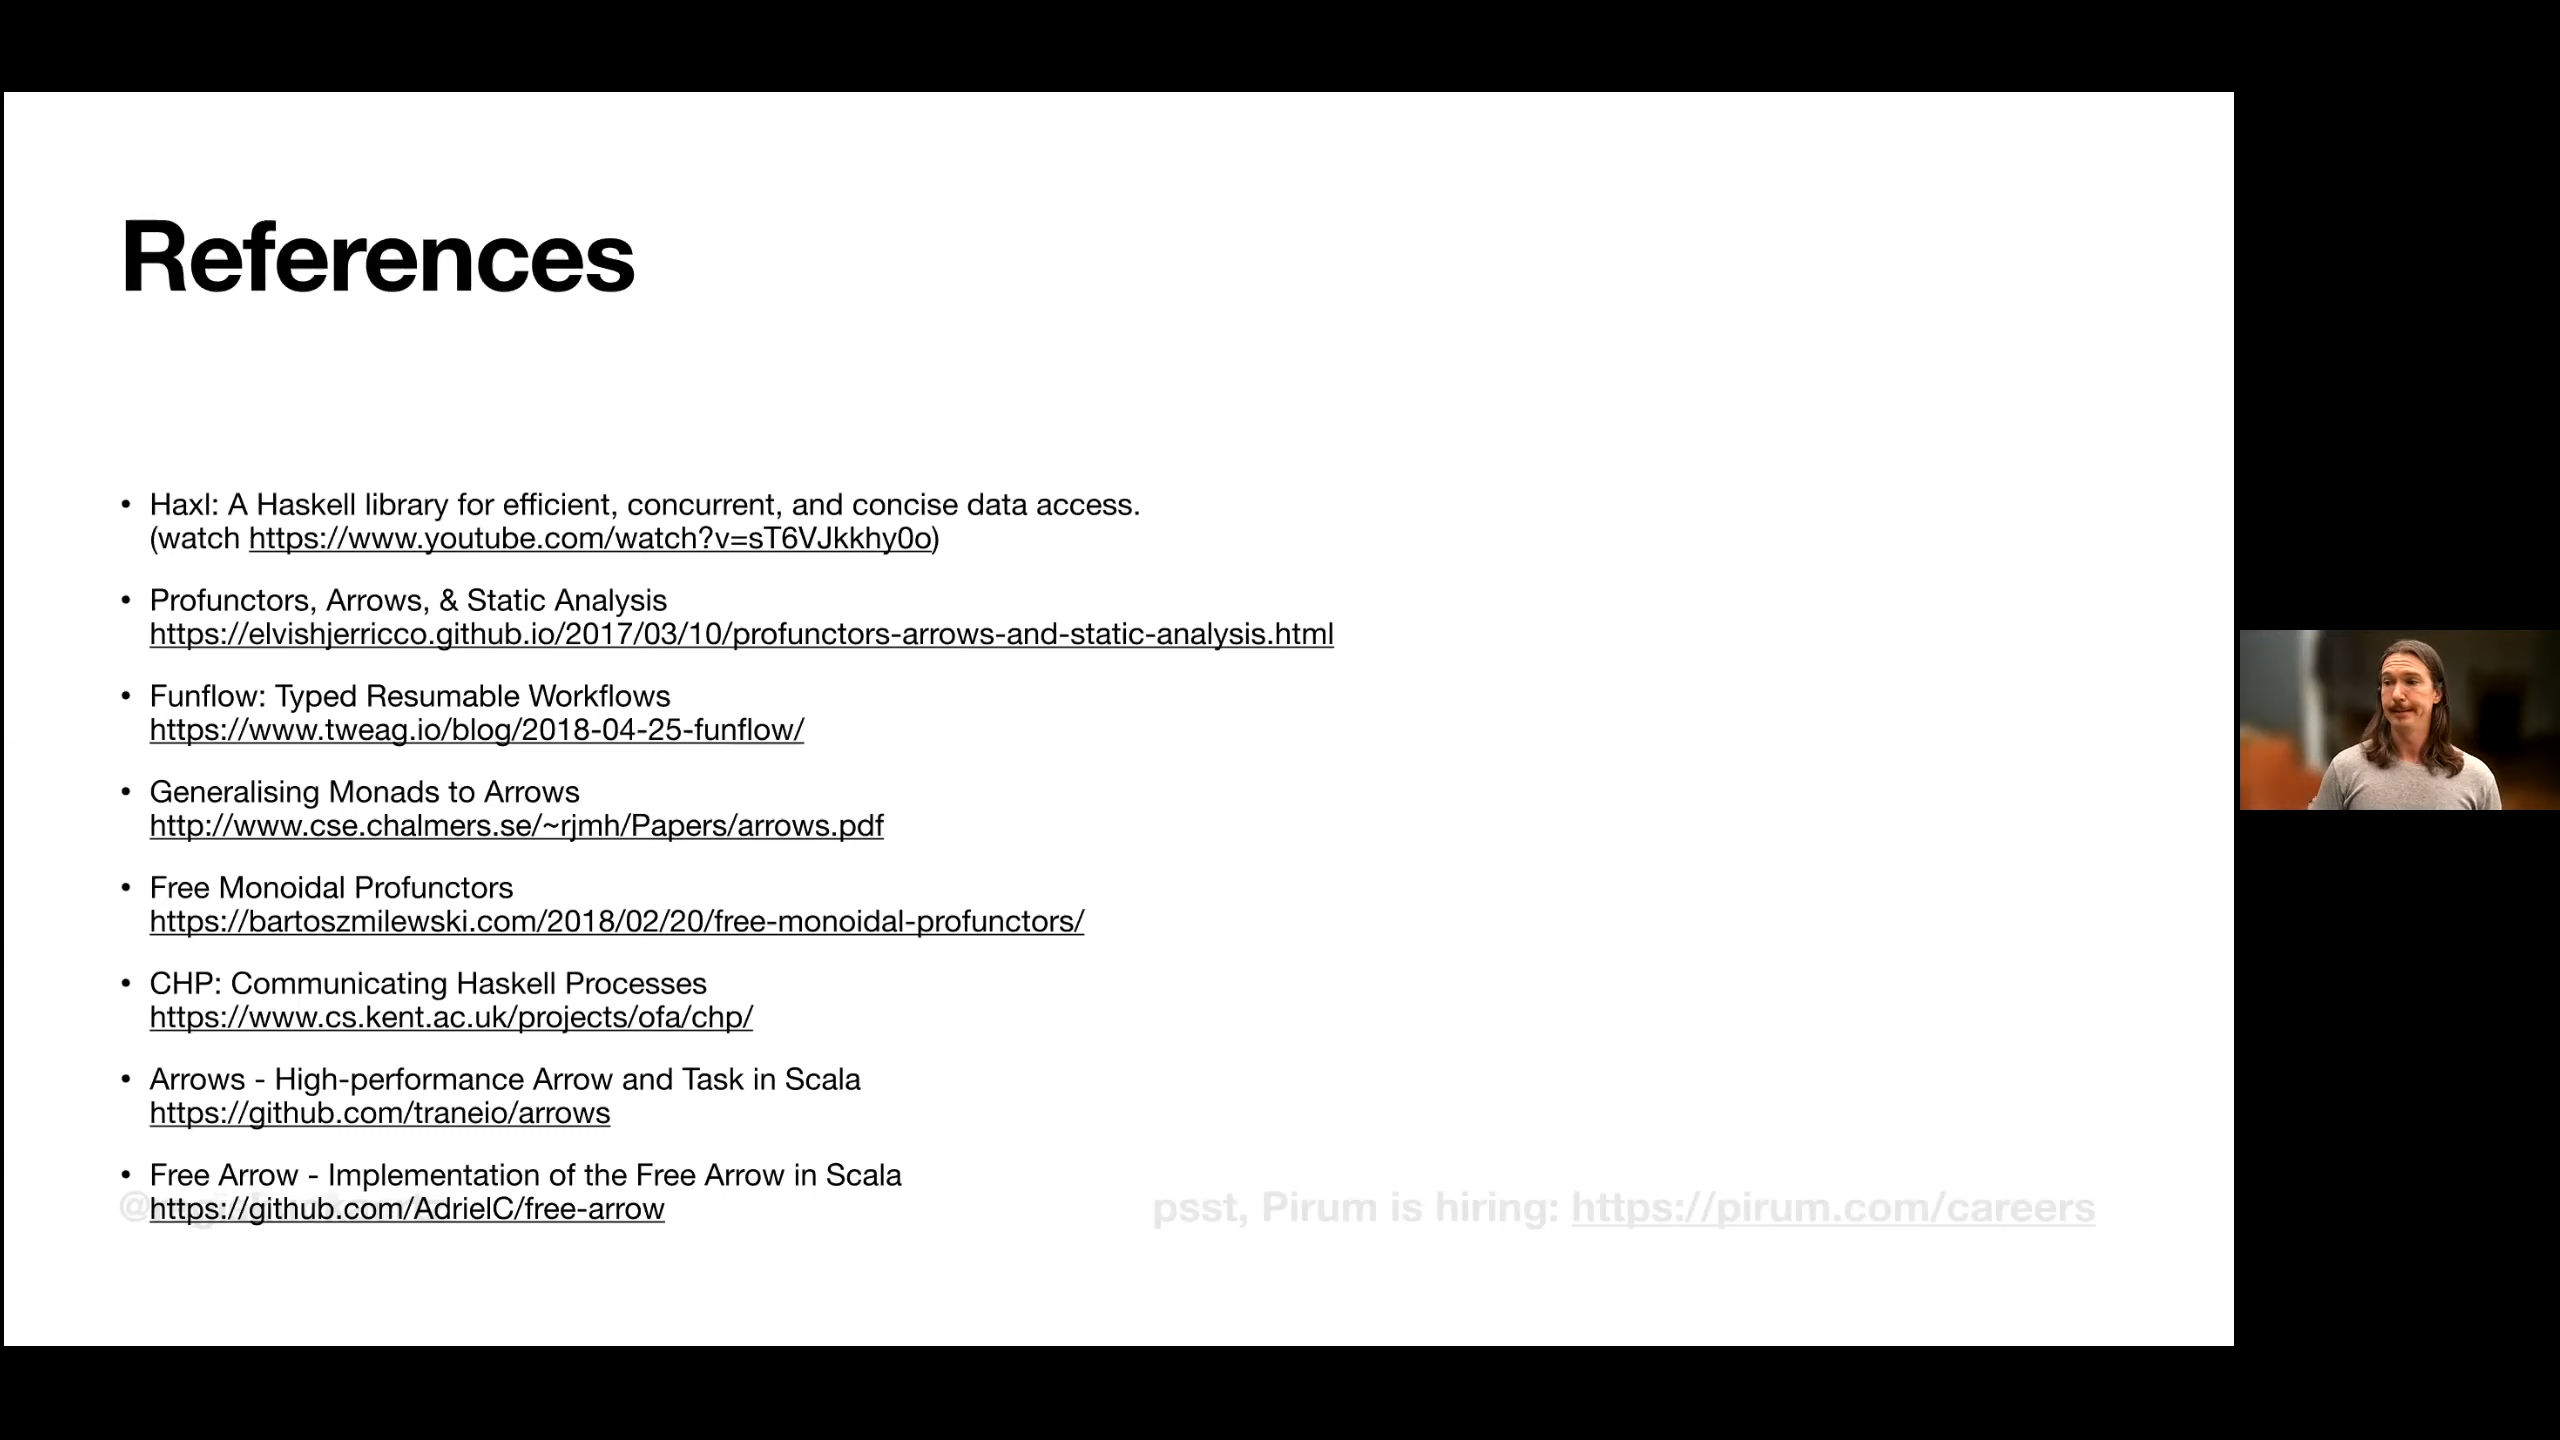 References
• Haxl: A Haskell library for efficient, concurrent, and concise data access.
(watch https://www.youtube.com/watch?v=sT6VJkkhy0o)
• Profunctors, Arrows, & Static Analysis
https://elvishjerricco.github.io/2017/03/10/profunctors-arrows-and-static-analysis.html
• Funflow: Typed Resumable Workflows
https://www.tweag.io/blog/2018-04-25-funflow/
• Generalising Monads to Arrows
http://www.cse.chalmers.se/~rjmh/Papers/arrows.pdf
• Free Monoidal Profunctors
https://bartoszmilewski.com/2018/02/20/free-monoidal-profunctors/
• CHP: Communicating Haskell Processes
https://www.cs.kent.ac.uk/projects/ofa/chp/
• Arrows - High-performance Arrow and Task in Scala
https://github.com/traneio/arrows
• Free Arrow - Implementation of the Free Arrow in Scala
https://github.com/AdrielC/free-arrow
psst, Pirum is hiring: https://pirum.com/careers